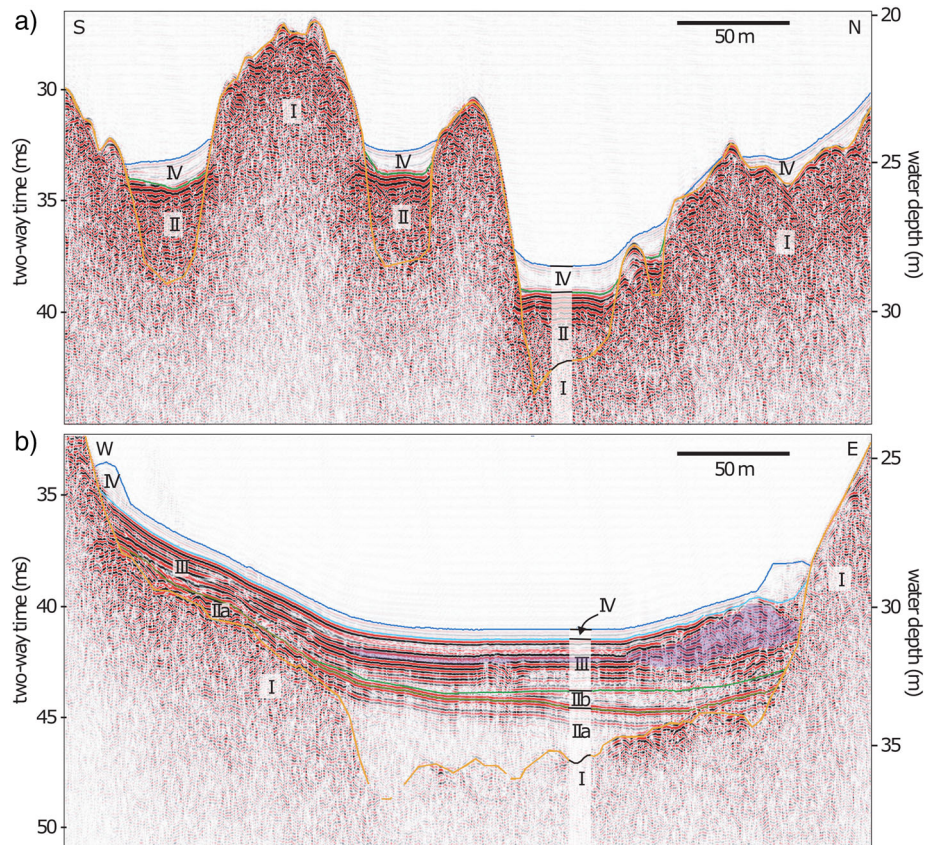 a)
S
50 m
N
20
30
35
40
25
30
two-way time (ms)
water depth (m)
I
IV
IV
IV
II
II
I
IV
II
I
b)
W
50 m
E
25
35
40
45
50
30
35
two-way time (ms)
water depth (m)
IV
I
III
IIa
IV
III
I
IIb
IIa
I